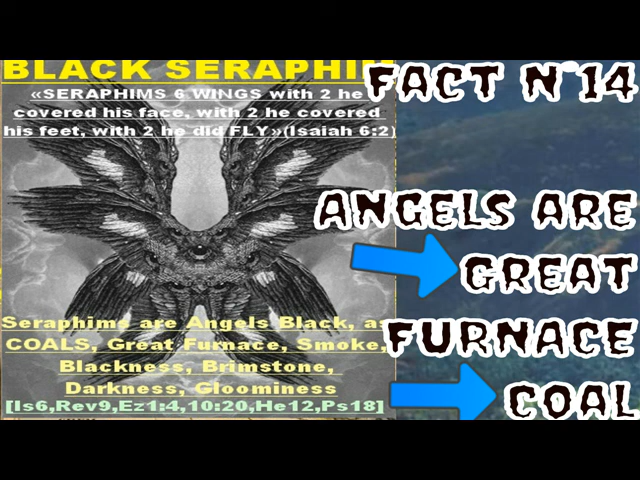 BLACK SERAPHIM
«SERAPHIMS 6 WINGS with 2 he
covered his face, with 2 he covered
his feet, with 2 he did FLY»(Isaiah 6:2)
Seraphims are Angels Black, as
COALS, Great Furnace, Smoke,
Blackness, Brimstone,
Darkness, Gloominess
[Is6,Rev9,Ez1:4,10:20,He12,Ps18]
FACT N°14
ANGELS ARE
GREAT
FURNACE
COAL